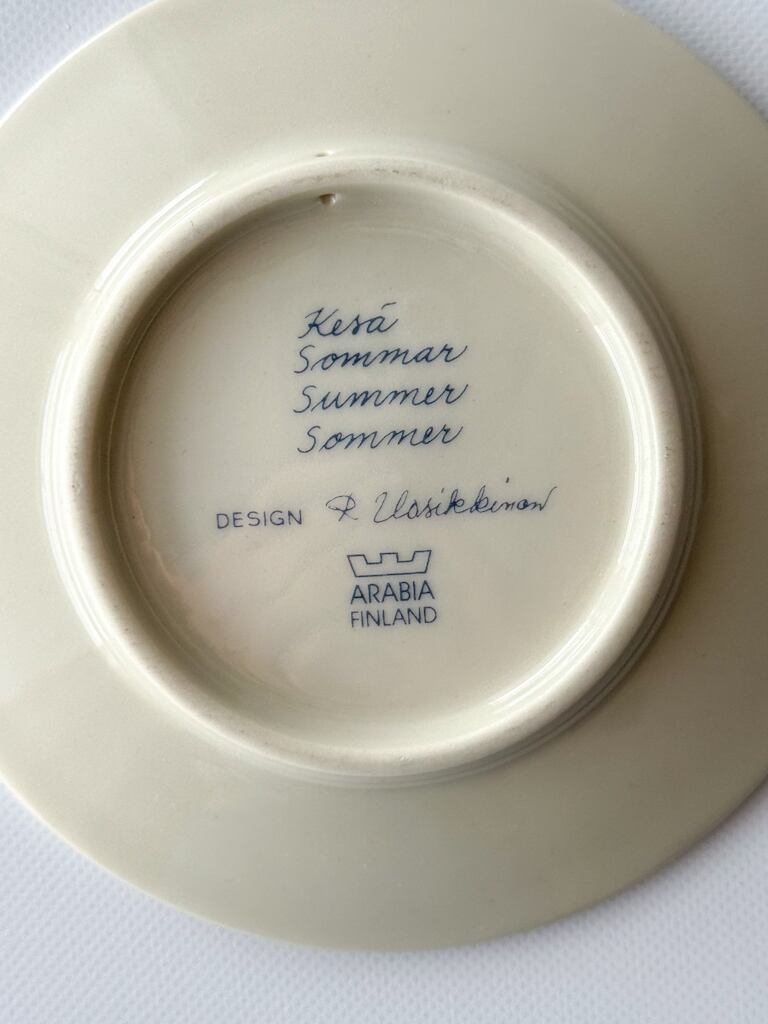 Kesä
Sommar
Summer
Sommer
DESIGN R Uosikkinen
ARABIA
FINLAND